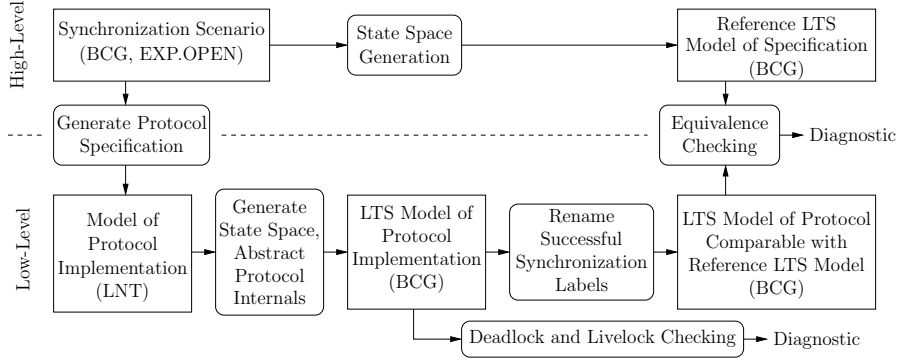 High-Level
Synchronization Scenario
(BCG, EXP.OPEN)
State Space
Generation
Reference LTS
Model of Specification
(BCG)
Generate Protocol
Specification
Equivalence
Checking
Diagnostic
Low-Level
Model of
Protocol
Implementation
(LNT)
Generate
State Space,
Abstract
Protocol
Internals
LTS Model of
Protocol
Implementation
(BCG)
Rename
Successful
Synchronization
Labels
LTS Model of Protocol
Comparable with
Reference LTS Model
(BCG)
Deadlock and Livelock Checking
Diagnostic